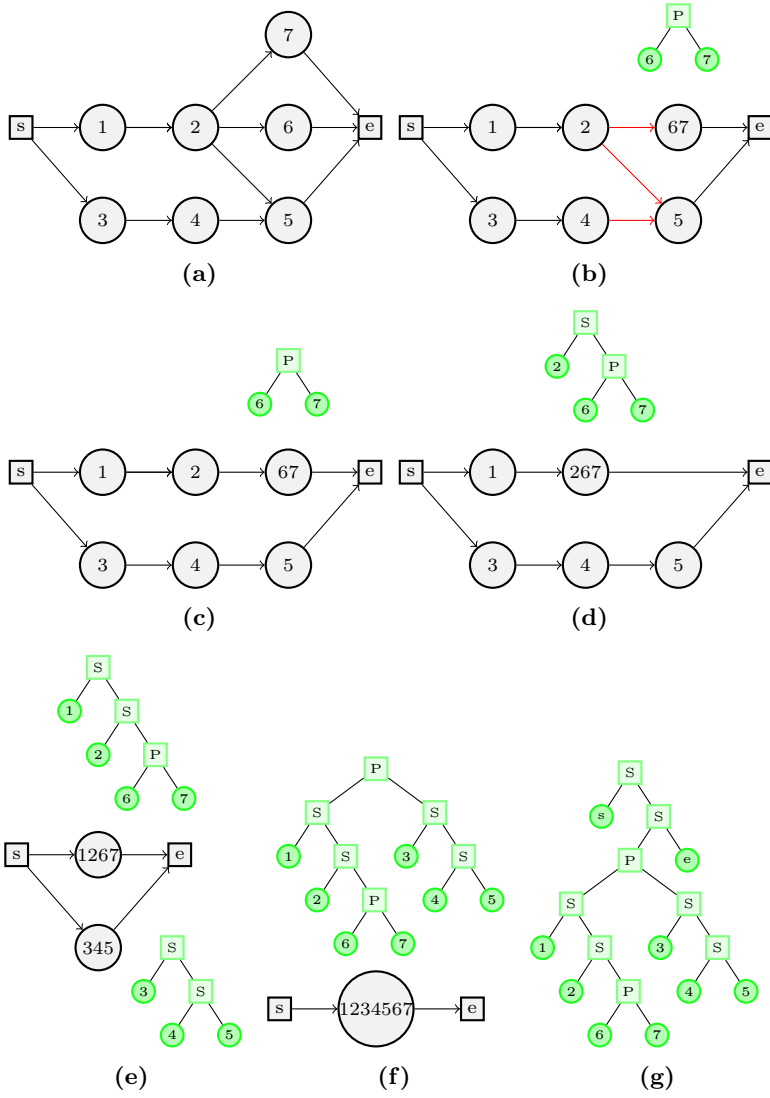 7
s 1 2 6 e
3 4 5
(a)
P
6 7
s 1 2 67 e
3 4 5
(b)
P
6 7
s 1 2 67 e
3 4 5
(c)
S
2 P
6 7
s 1 267 e
3 4 5
(d)
S
1 S
2 P
6 7
s 1267 e
345
S
3 S
4 5
(e)
P
S S
1 S 3 S
2 P 4 5
6 7
s 1234567 e
(f)
S
s S
P e
S S
1 S 3 S
2 P 4 5
6 7
(g)